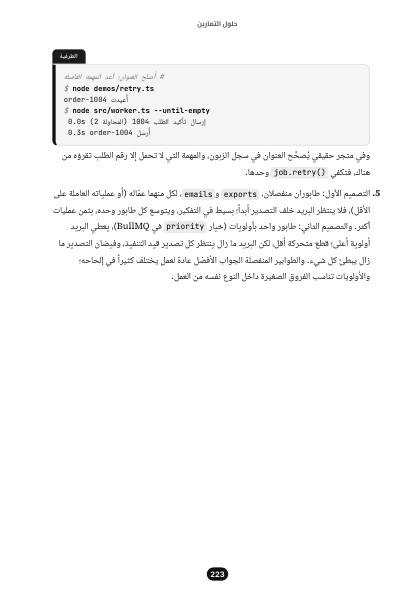 حلول التمارين
الطرفية
# أصلح العنوان؛ أعد المهمة الفاشلة
$ node demos/retry.ts
أُعيدت order-1004
$ node src/worker.ts --until-empty
0.0s إرسال تأكيد الطلب 1004 (المحاولة 2)
0.3s order-1004 أُرسل
وفي متجر حقيقي يُصحَّح العنوان في سجل الزبون، والمهمة التي لا تحمل إلا رقم الطلب تقرؤه من
هناك، فتكفي job.retry() وحدها.
5. التصميم الأول: طابوران منفصلان، exports و emails، لكل منهما عمّاله (أو عملياته العاملة على
الأقل)، فلا ينتظر البريد خلف التصدير أبداً؛ بسيط في التفكير، ويتوسع كل طابور وحده، بثمن عمليات
أكثر. والتصميم الثاني: طابور واحد بأولويات (خيار priority في BullMQ)، يعطي البريد
أولوية أعلى؛ قطع متحركة أقل، لكن البريد ما زال ينتظر كل تصدير قيد التنفيذ، وفيضان التصدير ما
زال يبطئ كل شيء. والطوابير المنفصلة الجواب الأفضل عادة لعمل يختلف كثيراً في إلحاحه؛
والأولويات تناسب الفروق الصغيرة داخل النوع نفسه من العمل.
223